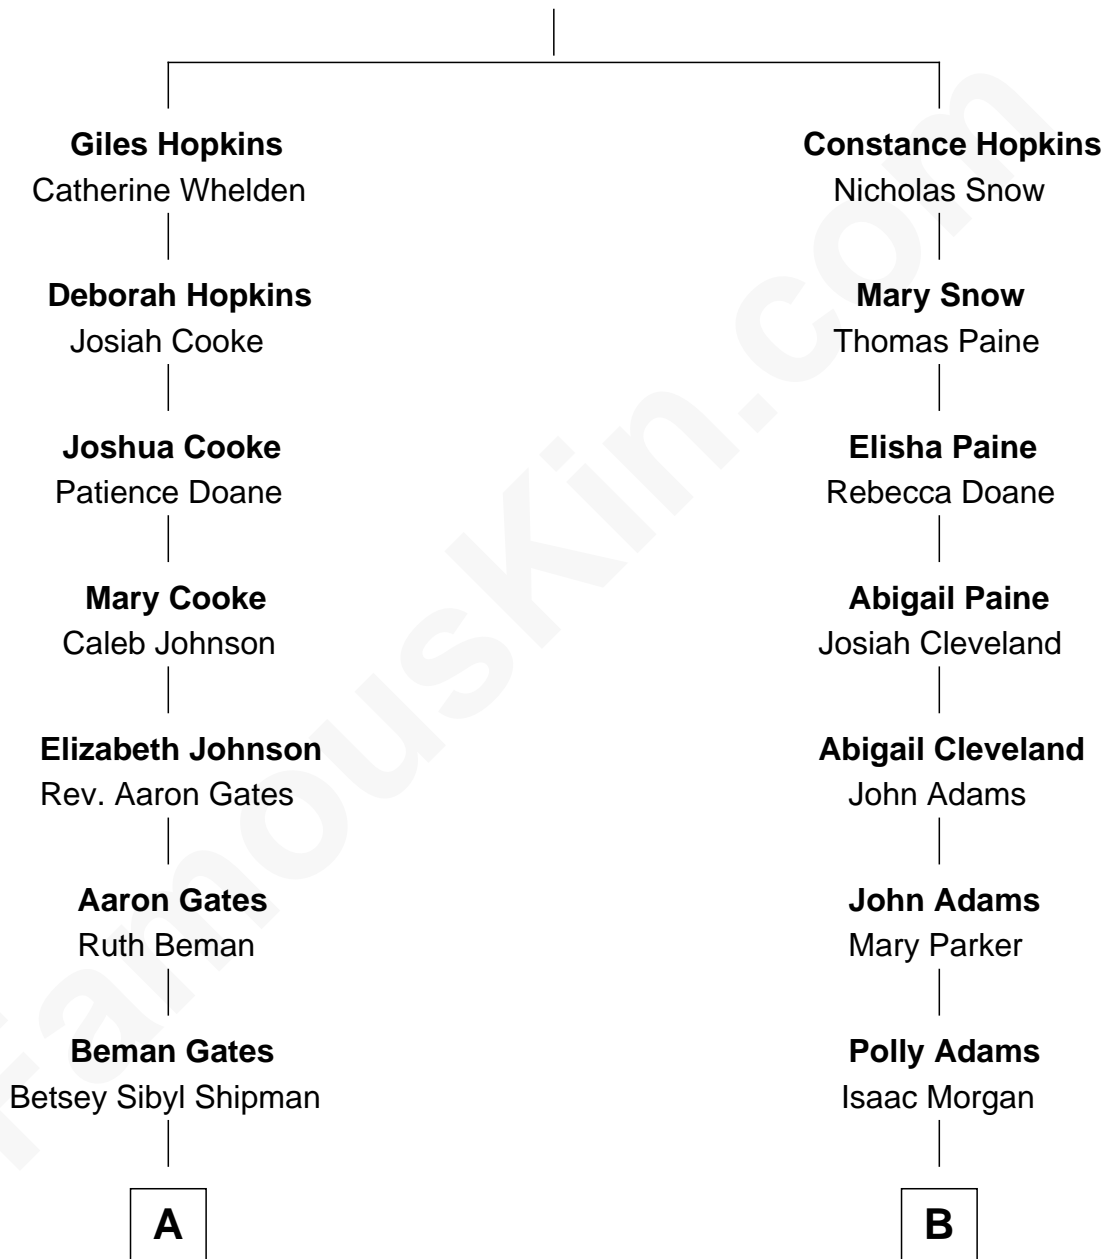 Giles Hopkins
Catherine Whelden
Constance Hopkins
Nicholas Snow
Deborah Hopkins
Josiah Cooke
Mary Snow
Thomas Paine
Joshua Cooke
Patience Doane
Elisha Paine
Rebecca Doane
Mary Cooke
Caleb Johnson
Abigail Paine
Josiah Cleveland
Elizabeth Johnson
Rev. Aaron Gates
Abigail Cleveland
John Adams
Aaron Gates
Ruth Beman
John Adams
Mary Parker
Beman Gates
Betsey Sibyl Shipman
Polly Adams
Isaac Morgan
A
B
FamousKin.com